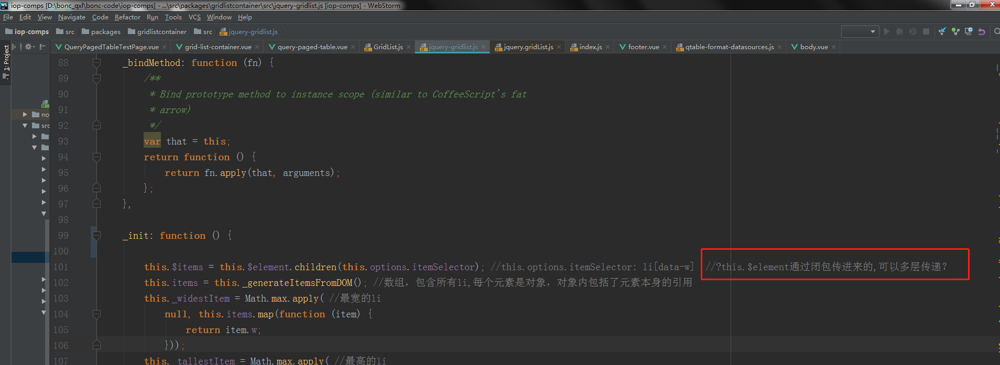 iop-comps [D:\bonc_qxl\bonc-code\iop-comps] - ...\src\packages\gridlistcontainer\src\jquery-gridlist.js [iop-comps] - WebStorm
File Edit View Navigate Code Refactor Run Tools VCS Window Help
iop-comps src packages gridlistcontainer src jquery-gridlist.js
QueryPagedTableTestPage.vue grid-list-container.vue query-paged-table.vue GridList.js jquery-gridlist.js jquery.gridList.js index.js footer.vue qtable-format-datasources.js body.vue
1: Project
no
src
88 _bindMethod: function (fn) {
89 /**
90 * Bind prototype method to instance scope (similar to CoffeeScript's fat
91 * arrow)
92 */
93 var that = this;
94 return function () {
95 return fn.apply(that, arguments);
96 };
97 },
98
99 _init: function () {
100
101 this.$items = this.$element.children(this.options.itemSelector); //this.options.itemSelector: li[data-w] //?this.$element通过闭包传进来的,可以多层传递?
102 this.items = this._generateItemsFromDOM(); //数组，包含所有li,每个元素是对象，对象内包括了元素本身的引用
103 this._widestItem = Math.max.apply( //最宽的li
104 null, this.items.map(function (item) {
105 return item.w;
106 }));
107 this._tallestItem = Math.max.apply( //最高的li